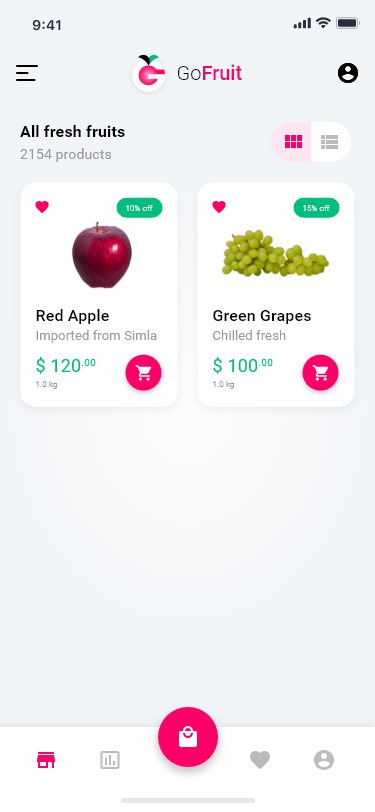 9:41
GoFruit
All fresh fruits
2154 products
10% off
15% off
Red Apple
Green Grapes
Imported from Simla
Chilled fresh
$ 120.00
$ 100.00
1.0 kg
1.0 kg